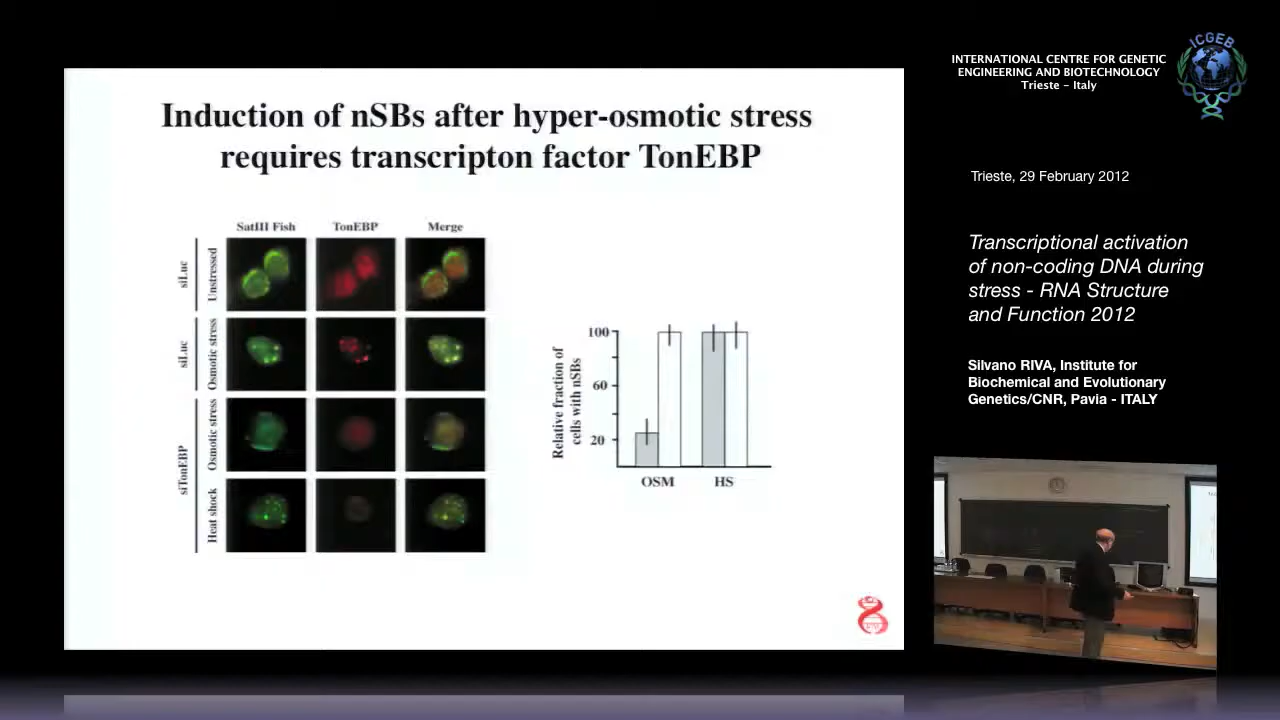 Induction of nSBs after hyper-osmotic stress
requires transcripton factor TonEBP
SatIII Fish
TonEBP
Merge
siLuc
Unstressed
siLuc
Osmotic stress
siTonEBP
Osmotic stress
Heat shock
Relative fraction of
cells with nSBs
100
60
20
OSM
HS
INTERNATIONAL CENTRE FOR GENETIC
ENGINEERING AND BIOTECHNOLOGY
Trieste - Italy
ICGEB
Trieste, 29 February 2012
Transcriptional activation
of non-coding DNA during
stress - RNA Structure
and Function 2012
Silvano RIVA, Institute for
Biochemical and Evolutionary
Genetics/CNR, Pavia - ITALY